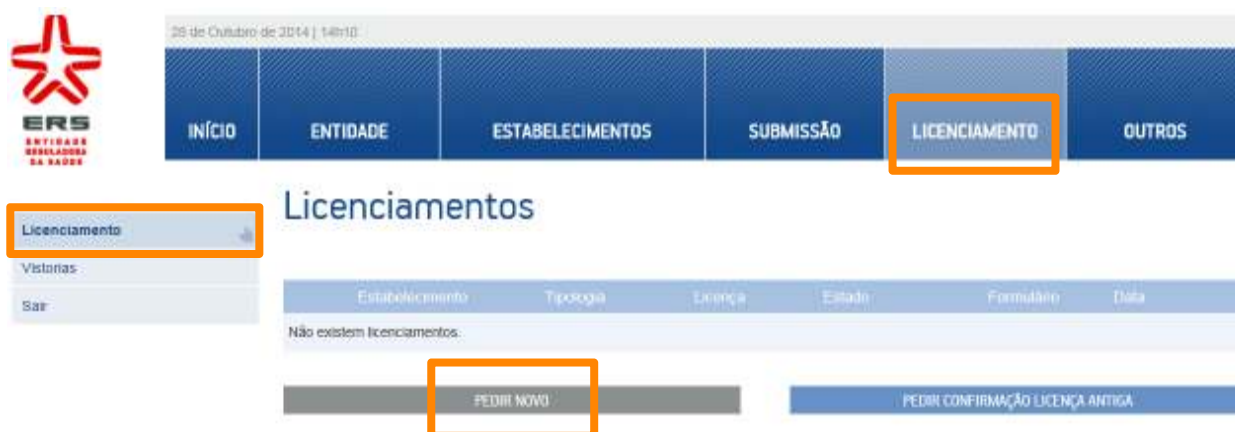 28 de Outubro de 2014 | 14h10
ERS
ENTIDADE
REGULADORA
DA SAÚDE
INÍCIO
ENTIDADE
ESTABELECIMENTOS
SUBMISSÃO
LICENCIAMENTO
OUTROS
Licenciamentos
Licenciamento
Vistorias
Sair
Estabelecimento Tipologia Licença Estado Formulário Data
Não existem licenciamentos.
PEDIR NOVO
PEDIR CONFIRMAÇÃO LICENÇA ANTIGA